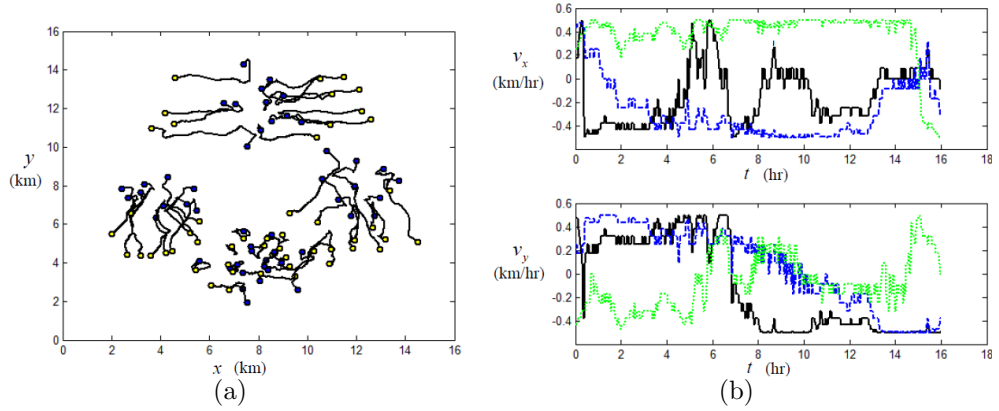 16
14
12
10
8
6
4
2
0
y
(km)
0 2 4 6 8 10 12 14 16
x (km)
(a)
0.6
0.4
0.2
0
-0.2
-0.4
-0.6
v_x
(km/hr)
0 2 4 6 8 10 12 14 16 18
t (hr)
0.6
0.4
0.2
0
-0.2
-0.4
v_y
(km/hr)
0 2 4 6 8 10 12 14 16 18
t (hr)
(b)